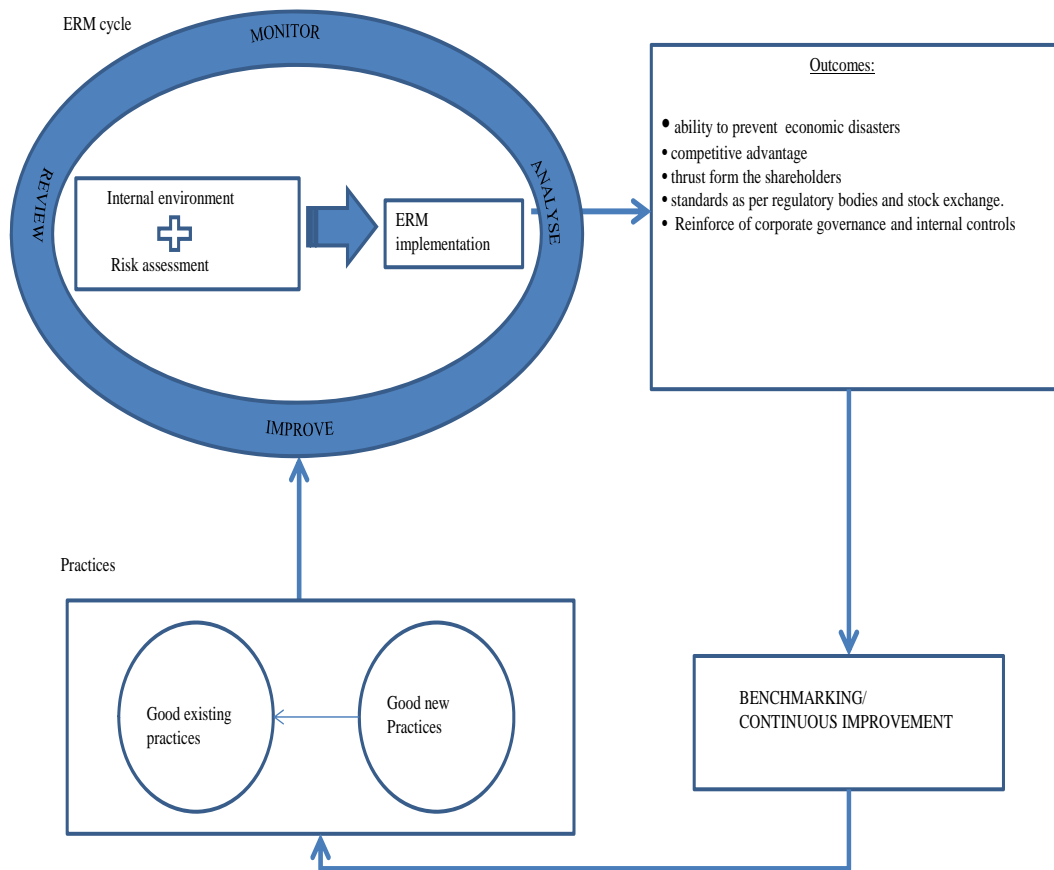 ERM cycle
MONITOR
REVIEW
ANALYSE
IMPROVE
Internal environment
Risk assessment
ERM
implementation
Outcomes:
• ability to prevent economic disasters
• competitive advantage
• thrust form the shareholders
• standards as per regulatory bodies and stock exchange.
• Reinforce of corporate governance and internal controls
Practices
Good existing
practices
Good new
Practices
BENCHMARKING/
CONTINUOUS IMPROVEMENT